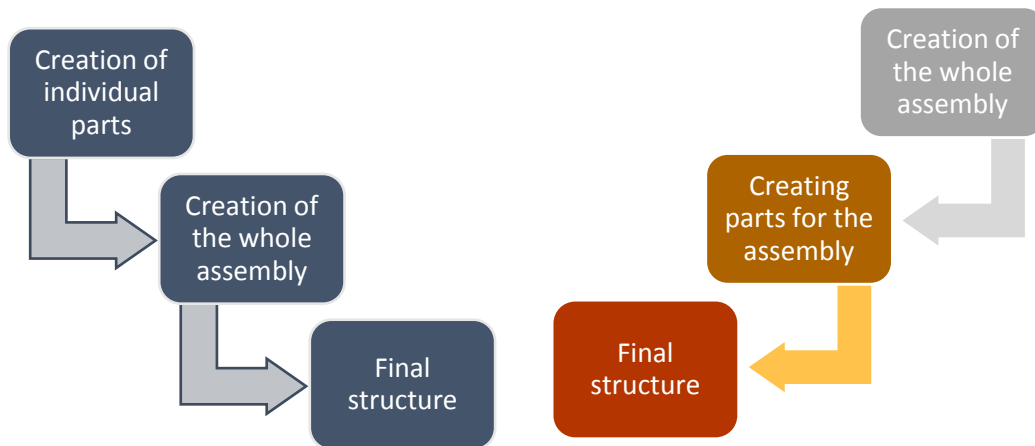 Creation of
individual
parts
Creation of
the whole
assembly
Final
structure
Creation of
the whole
assembly
Creating
parts for the
assembly
Final
structure